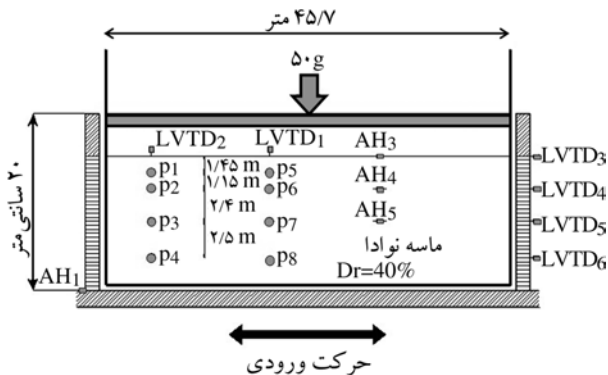 ۴۵/۷ متر
۵۰g
LVTD2 LVTD1 AH3 LVTD3
p1 ۱/۴۵ m p5
p2 ۱/۱۵ m p6 AH4 LVTD4
p3 ۲/۴ m p7 AH5 LVTD5
ماسه نوادا
p4 ۲/۵ m p8 LVTD6
Dr=40%
۲۰ سانتی متر
AH1
حرکت ورودی